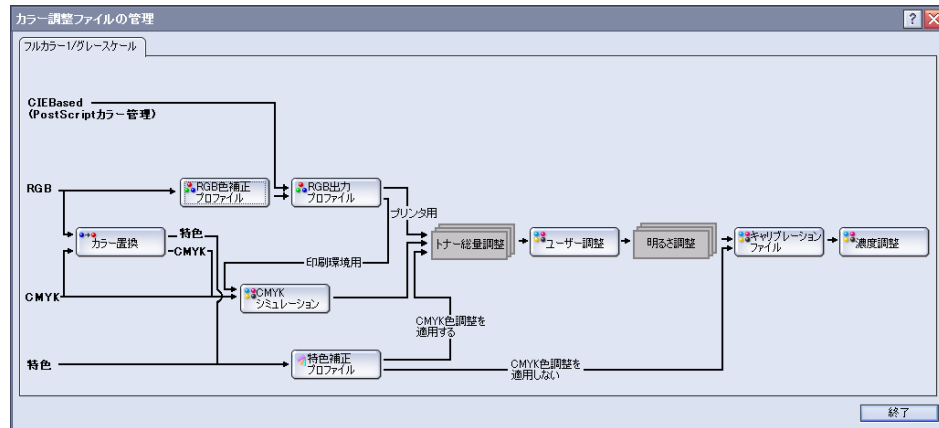 カラー調整ファイルの管理
?
フルカラー1/グレースケール
CIEBased
(PostScriptカラー管理)
RGB
RGB色補正
プロファイル
RGB出力
プロファイル
プリンタ用
カラー置換
特色
CMYK
トナー総量調整
ユーザー調整
明るさ調整
キャリブレーション
ファイル
濃度調整
印刷環境用
CMYK
CMYK
シミュレーション
CMYK色調整を
適用する
特色
特色補正
プロファイル
CMYK色調整を
適用しない
終了